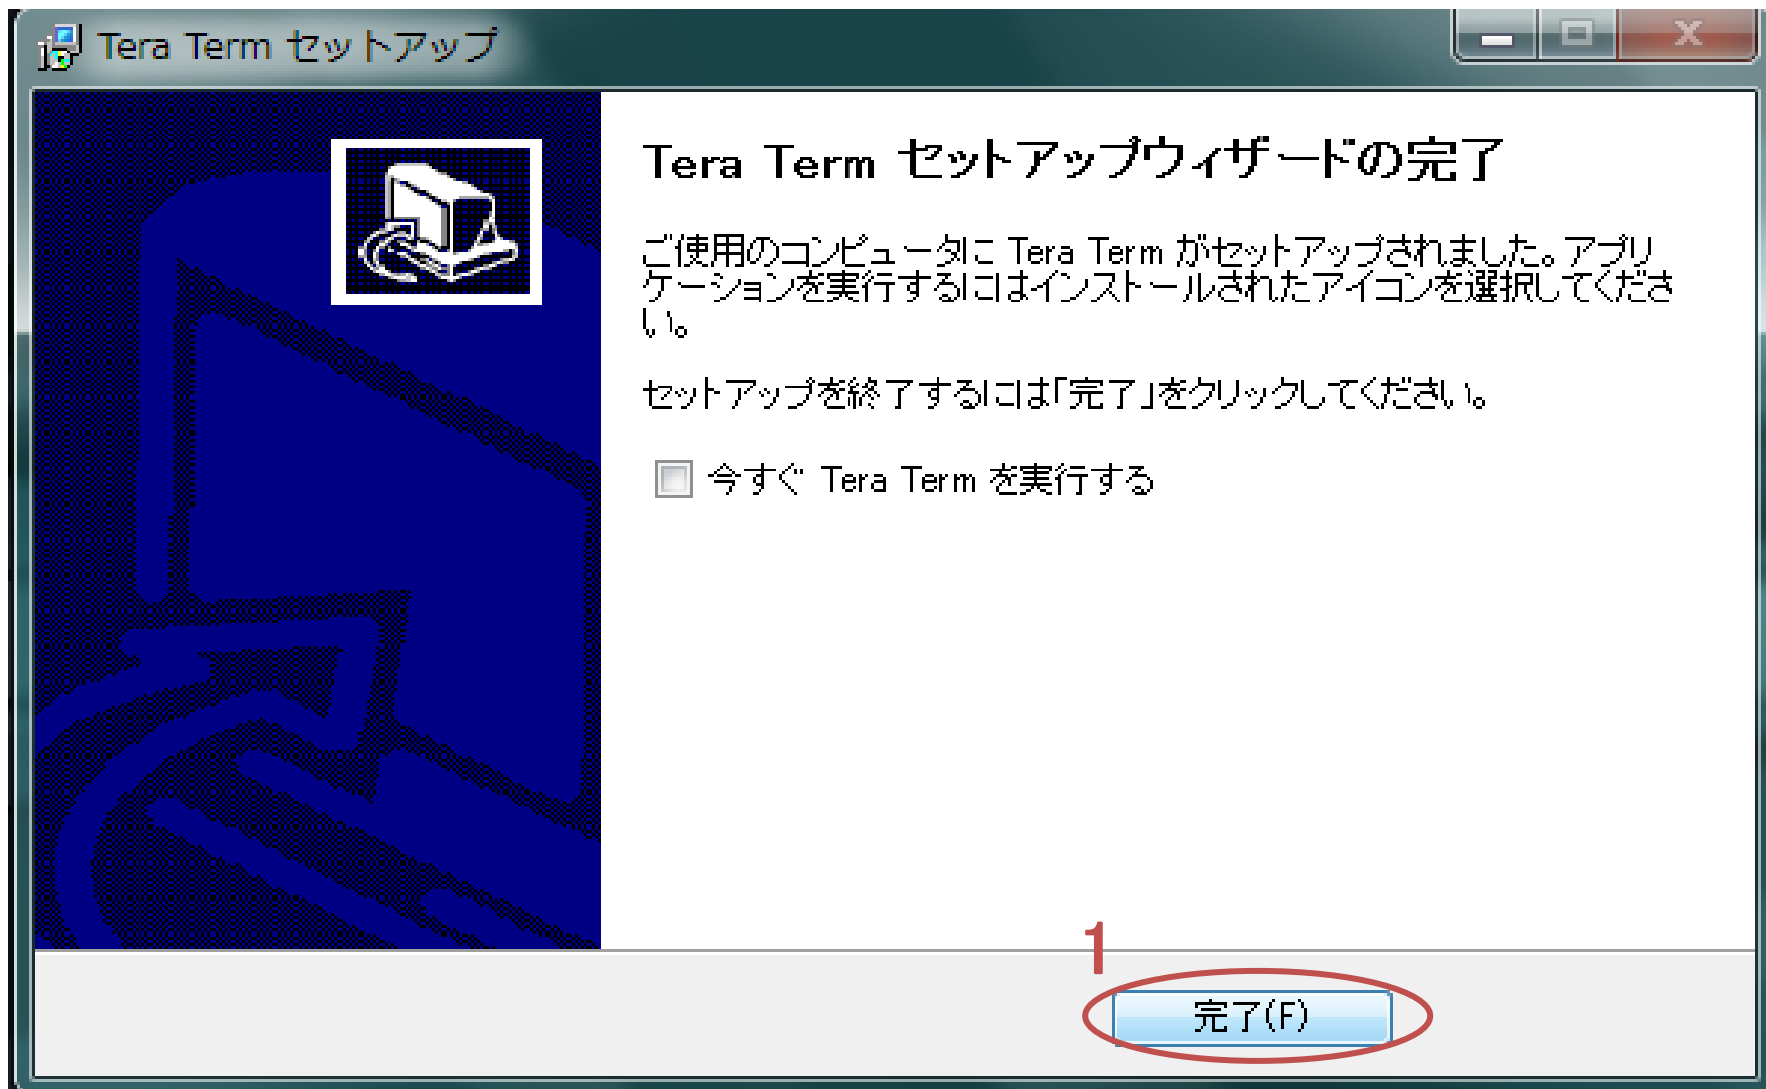 Tera Term セットアップ
Tera Term セットアップウィザードの完了
ご使用のコンピュータに Tera Term がセットアップされました。アプリ
ケーションを実行するにはインストールされたアイコンを選択してくださ
い。
セットアップを終了するには「完了」をクリックしてください。
今すぐ Tera Term を実行する
1
完了(F)